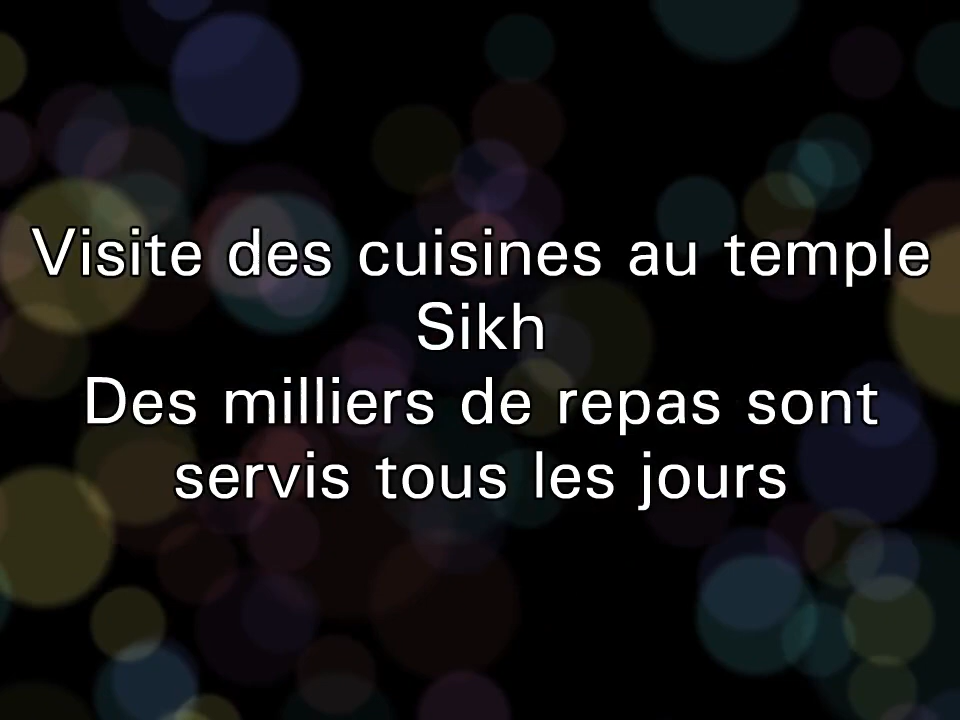 Visite des cuisines au temple
Sikh
Des milliers de repas sont
servis tous les jours